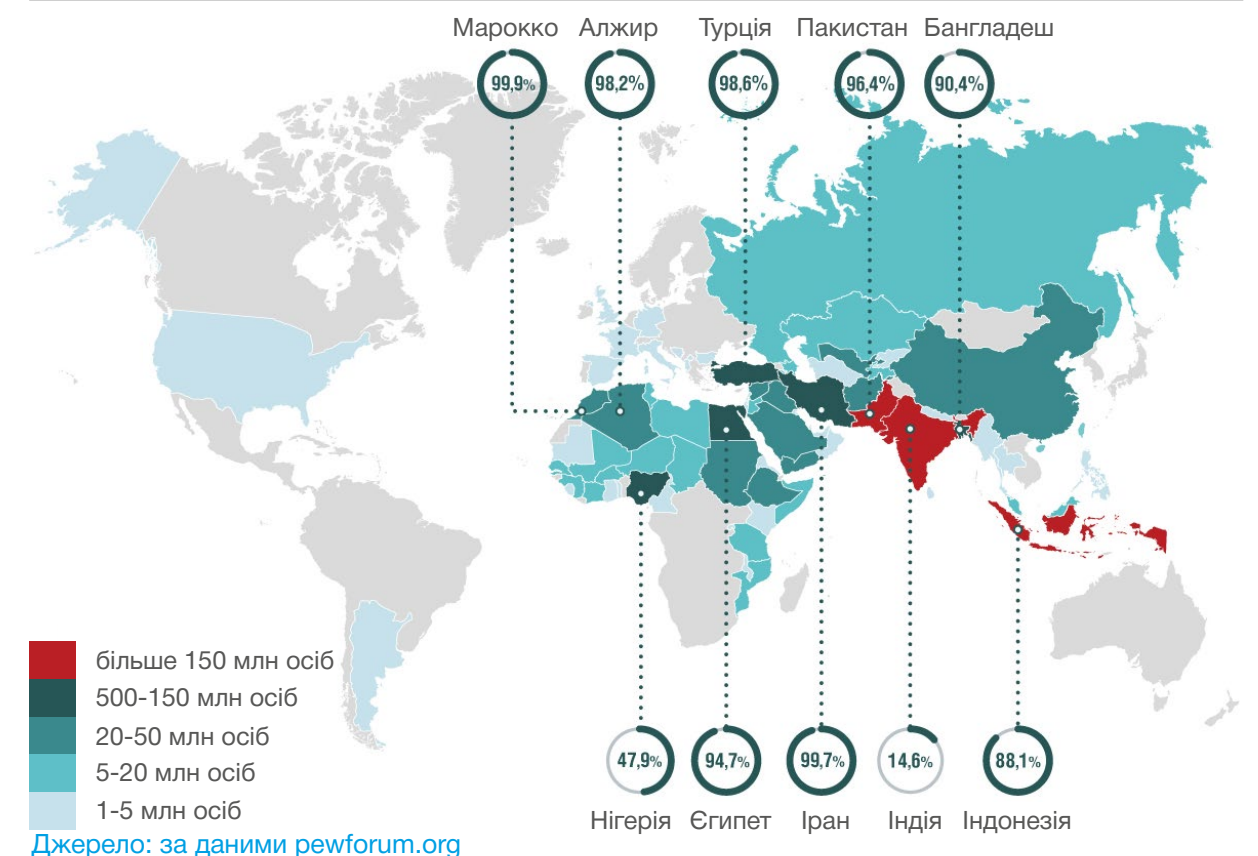 Марокко Алжир Турція Пакистан Бангладеш
99,9% 98,2% 98,6% 96,4% 90,4%
більше 150 млн осіб
500-150 млн осіб
20-50 млн осіб
5-20 млн осіб
1-5 млн осіб
47,9% 94,7% 99,7% 14,6% 88,1%
Нігерія Єгипет Іран Індія Індонезія
Джерело: за даними pewforum.org